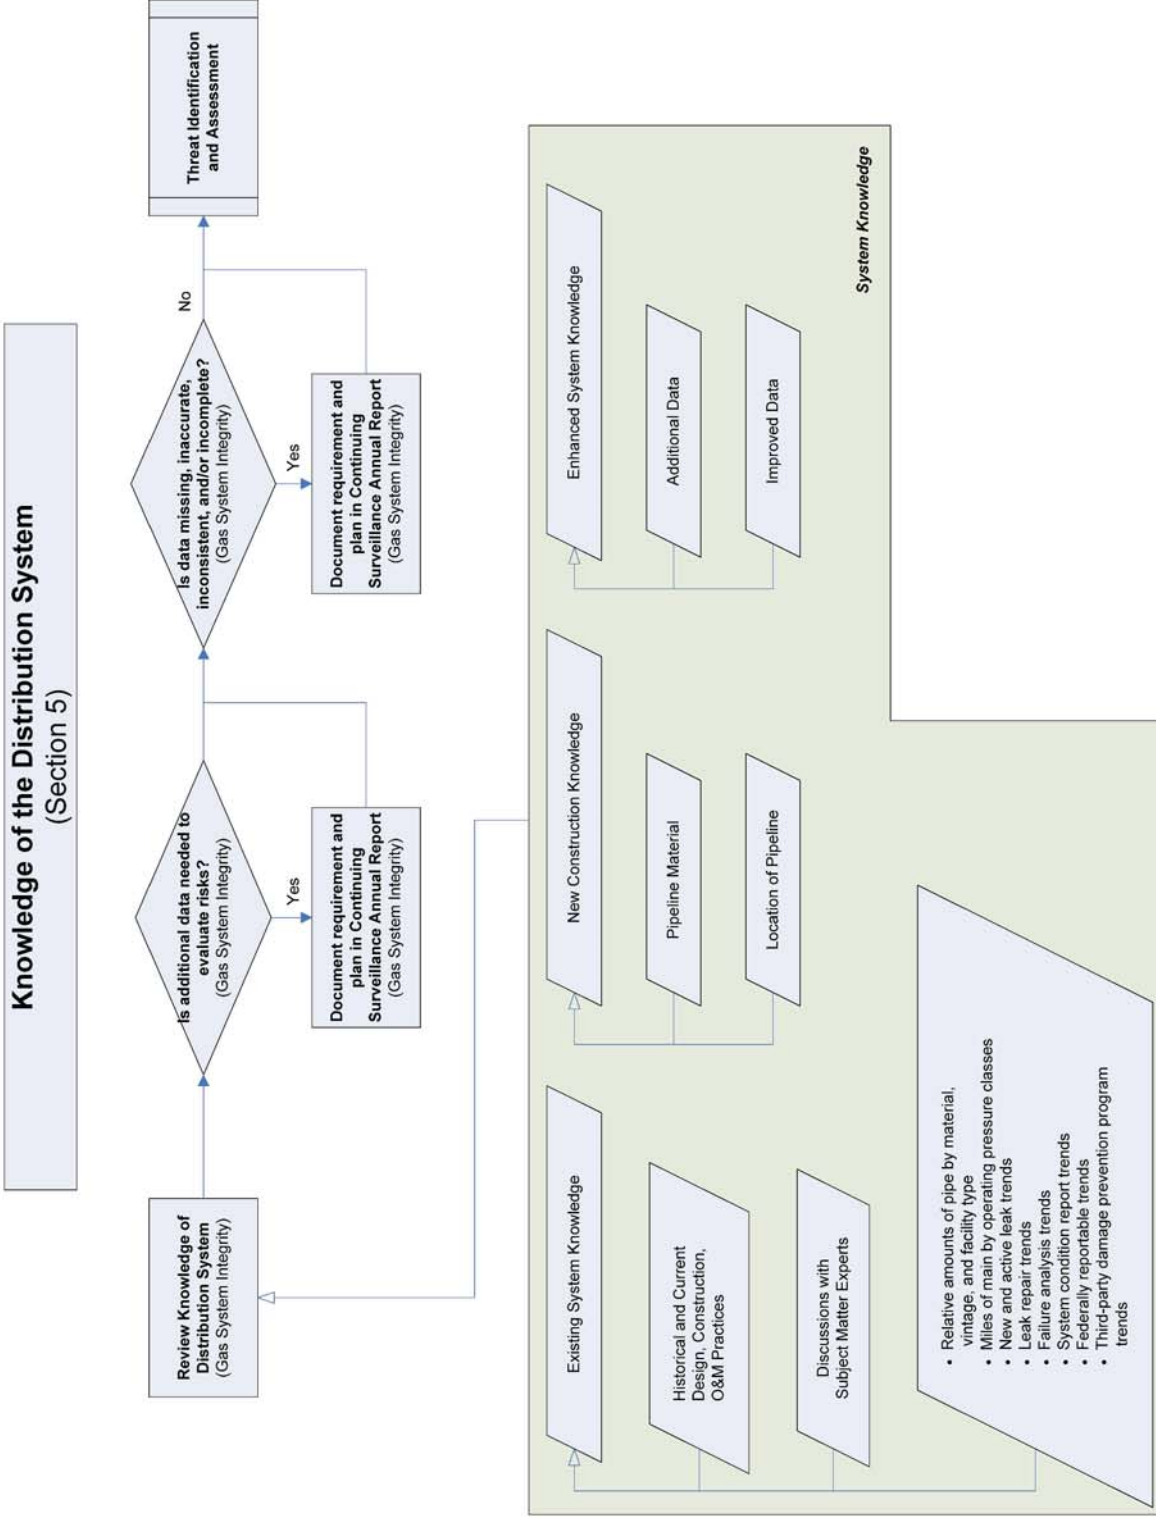 Knowledge of the Distribution System
(Section 5)
Review Knowledge of
Distribution System
(Gas System Integrity)
Is additional data needed to
evaluate risks?
(Gas System Integrity)
Yes
Document requirement and
plan in Continuing
Surveillance Annual Report
(Gas System Integrity)
Is data missing, inaccurate,
inconsistent, and/or incomplete?
(Gas System Integrity)
No
Yes
Document requirement and
plan in Continuing
Surveillance Annual Report
(Gas System Integrity)
Threat Identification
and Assessment
Existing System Knowledge
Historical and Current
Design, Construction,
O&M Practices
Discussions with
Subject Matter Experts
• Relative amounts of pipe by material,
vintage, and facility type
• Miles of main by operating pressure classes
• New and active leak trends
• Leak repair trends
• Failure analysis trends
• System condition report trends
• Federally reportable trends
• Third-party damage prevention program
trends
New Construction Knowledge
Pipeline Material
Location of Pipeline
Enhanced System Knowledge
Additional Data
Improved Data
System Knowledge